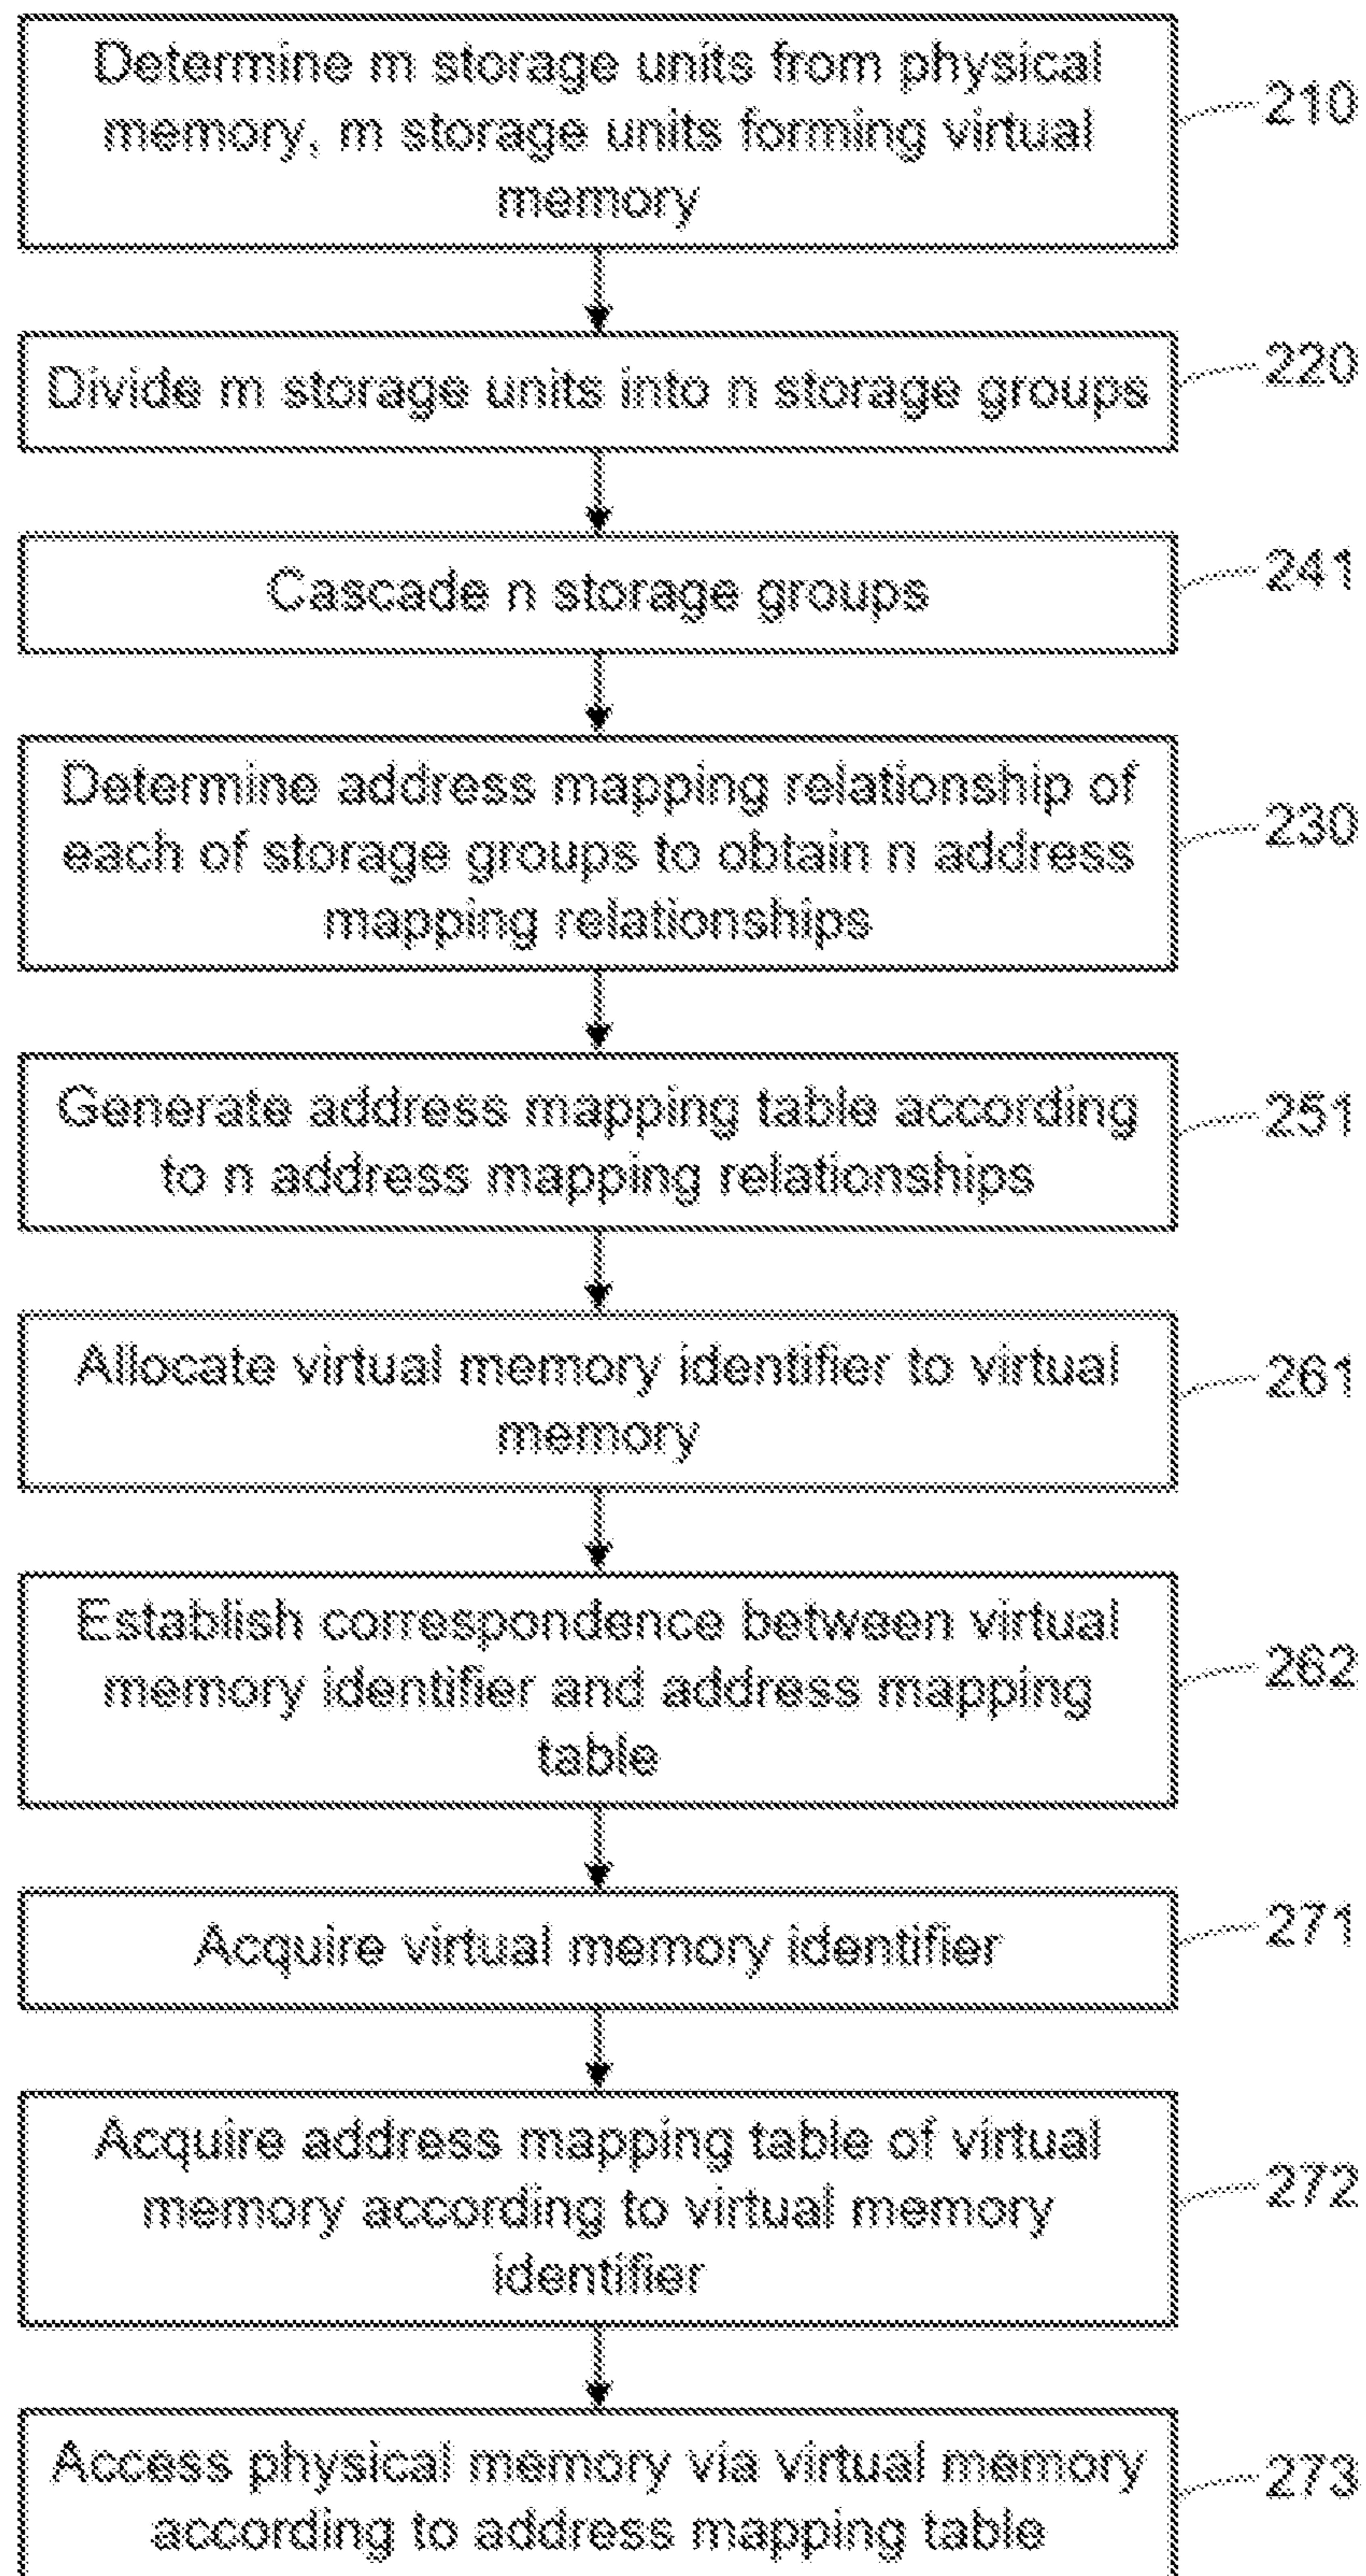 Determine m storage units from physical
memory, m storage units forming virtual
memory
210
Divide m storage units into n storage groups
220
Cascade n storage groups
241
Determine address mapping relationship of
each of storage groups to obtain n address
mapping relationships
230
Generate address mapping table according
to n address mapping relationships
251
Allocate virtual memory identifier to virtual
memory
261
Establish correspondence between virtual
memory identifier and address mapping
table
262
Acquire virtual memory identifier
271
Acquire address mapping table of virtual
memory according to virtual memory
identifier
272
Access physical memory via virtual memory
according to address mapping table
273